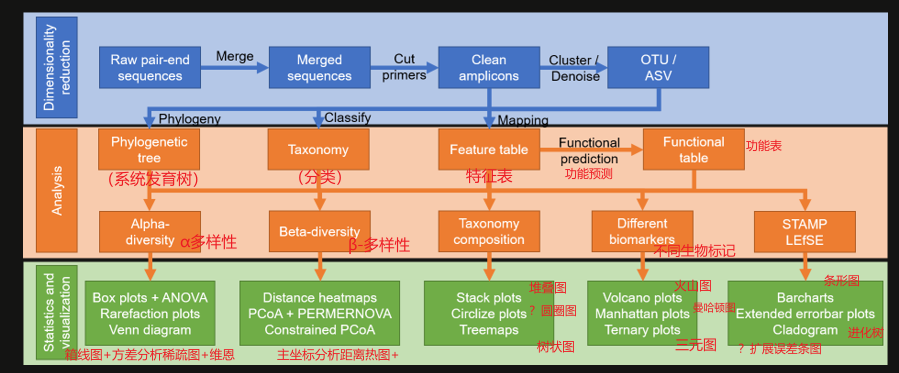 Dimensionality
reduction
Raw pair-end
sequences
Merge
Merged
sequences
Cut
primers
Clean
amplicons
Cluster /
Denoise
OTU /
ASV
Phylogeny
Classify
Mapping
Analysis
Phylogenetic
tree
(系统发育树)
Taxonomy
(分类)
Feature table
特征表
Functional
prediction
功能预测
Functional
table
功能表
Alpha-
diversity
α多样性
Beta-diversity
β-多样性
Taxonomy
composition
Different
biomarkers
不同生物标记
STAMP
LEfSE
Statistics and
visualization
Box plots + ANOVA
Rarefaction plots
Venn diagram
箱线图+方差分析稀疏图+维恩
Distance heatmaps
PCoA + PERMERNOVA
Constrained PCoA
主坐标分析距离热图+
堆叠图
Stack plots
Circlize plots
Treemaps
？圆圈图
树状图
火山图
Volcano plots
Manhattan plots
Ternary plots
曼哈顿图
三元图
条形图
Barcharts
Extended errorbar plots
Cladogram
进化树
？扩展误差条图